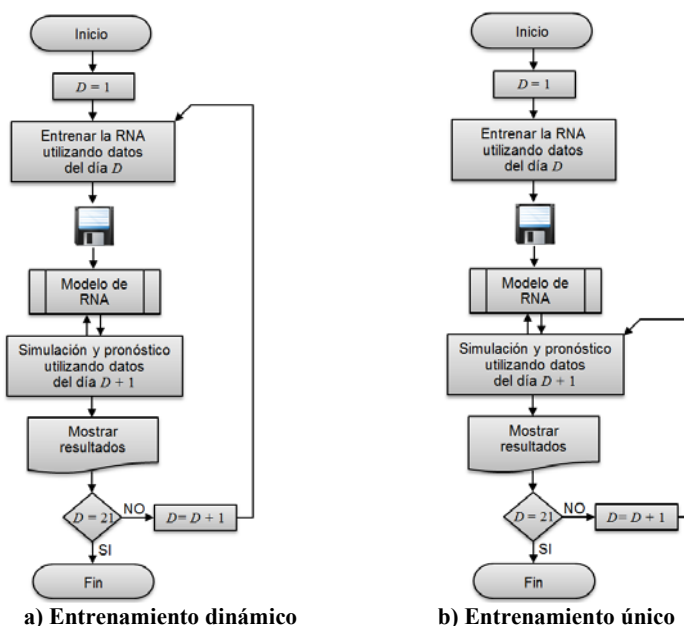 Inicio
D = 1
Entrenar la RNA
utilizando datos
del día D
Modelo de
RNA
Simulación y pronóstico
utilizando datos
del día D + 1
Mostrar
resultados
D = 21
NO
D= D + 1
SI
Fin
a) Entrenamiento dinámico
Inicio
D = 1
Entrenar la RNA
utilizando datos
del día D
Modelo de
RNA
Simulación y pronóstico
utilizando datos
del día D + 1
Mostrar
resultados
D = 21
NO
D= D + 1
SI
Fin
b) Entrenamiento único